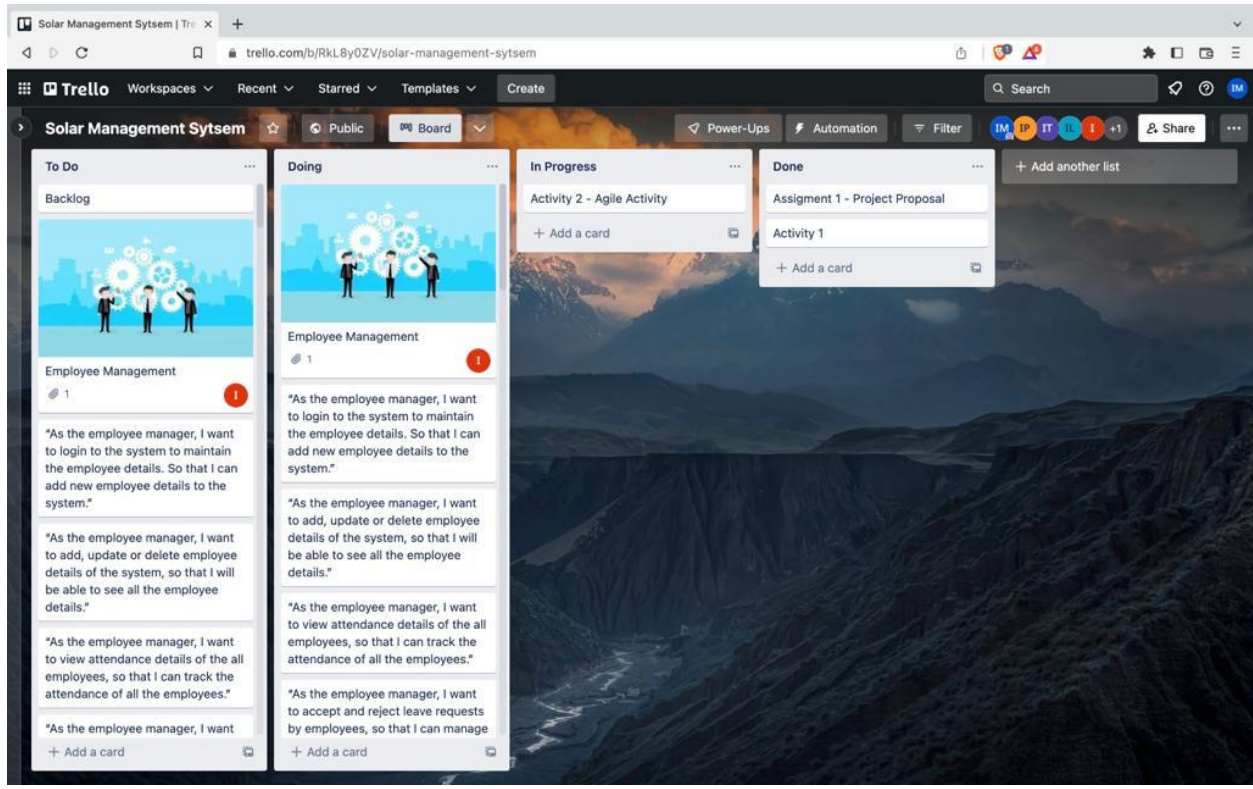 Solar Management Sytsem | Tre
trello.com/b/RkL8y0ZV/solar-management-sytsem
Trello Workspaces Recent Starred Templates Create Search IM
Solar Management Sytsem Public Board Power-Ups Automation Filter IM IP IT IL I +1 Share
To Do
Backlog
Employee Management
1 I
"As the employee manager, I want
to login to the system to maintain
the employee details. So that I can
add new employee details to the
system."
"As the employee manager, I want
to add, update or delete employee
details of the system, so that I will
be able to see all the employee
details."
"As the employee manager, I want
to view attendance details of the all
employees, so that I can track the
attendance of all the employees."
"As the employee manager, I want
+ Add a card
Doing
Employee Management
1 I
"As the employee manager, I want
to login to the system to maintain
the employee details. So that I can
add new employee details to the
system."
"As the employee manager, I want
to add, update or delete employee
details of the system, so that I will
be able to see all the employee
details."
"As the employee manager, I want
to view attendance details of the all
employees, so that I can track the
attendance of all the employees."
"As the employee manager, I want
to accept and reject leave requests
by employees, so that I can manage
+ Add a card
In Progress
Activity 2 - Agile Activity
+ Add a card
Done
Assigment 1 - Project Proposal
Activity 1
+ Add a card
+ Add another list